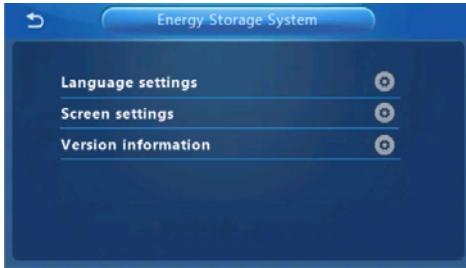 Energy Storage System
Language settings
Screen settings
Version information